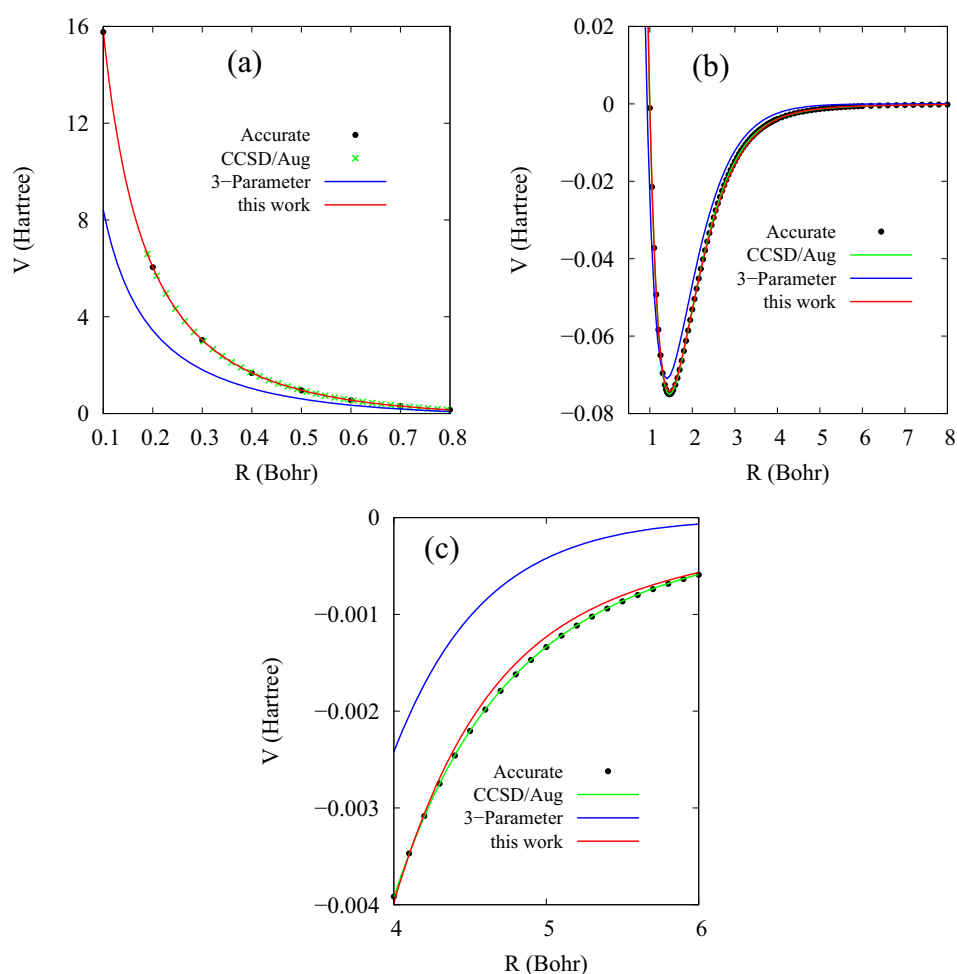 (a)
V (Hartree)
16
12
8
4
0
Accurate
CCSD/Aug
3−Parameter
this work
0.1 0.2 0.3 0.4 0.5 0.6 0.7 0.8
R (Bohr)
(b)
V (Hartree)
0.02
0
−0.02
−0.04
−0.06
−0.08
Accurate
CCSD/Aug
3−Parameter
this work
1 2 3 4 5 6 7 8
R (Bohr)
(c)
V (Hartree)
0
−0.001
−0.002
−0.003
−0.004
Accurate
CCSD/Aug
3−Parameter
this work
4 5 6
R (Bohr)